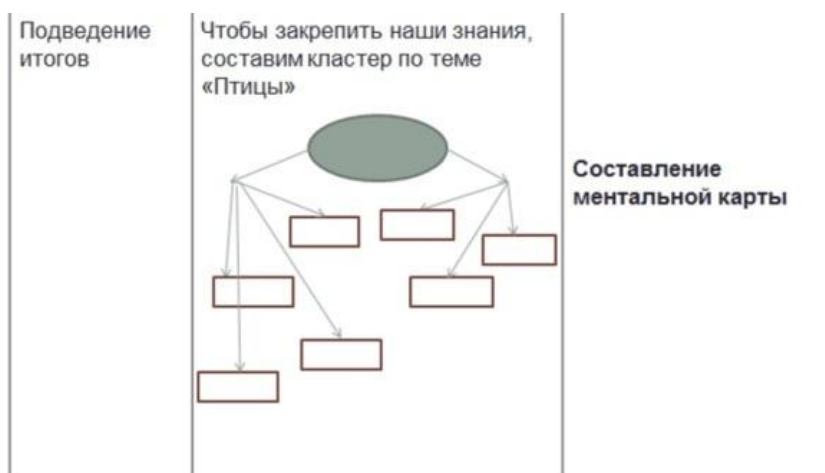 Подведение
итогов
Чтобы закрепить наши знания,
составим кластер по теме
«Птицы»
Составление
ментальной карты